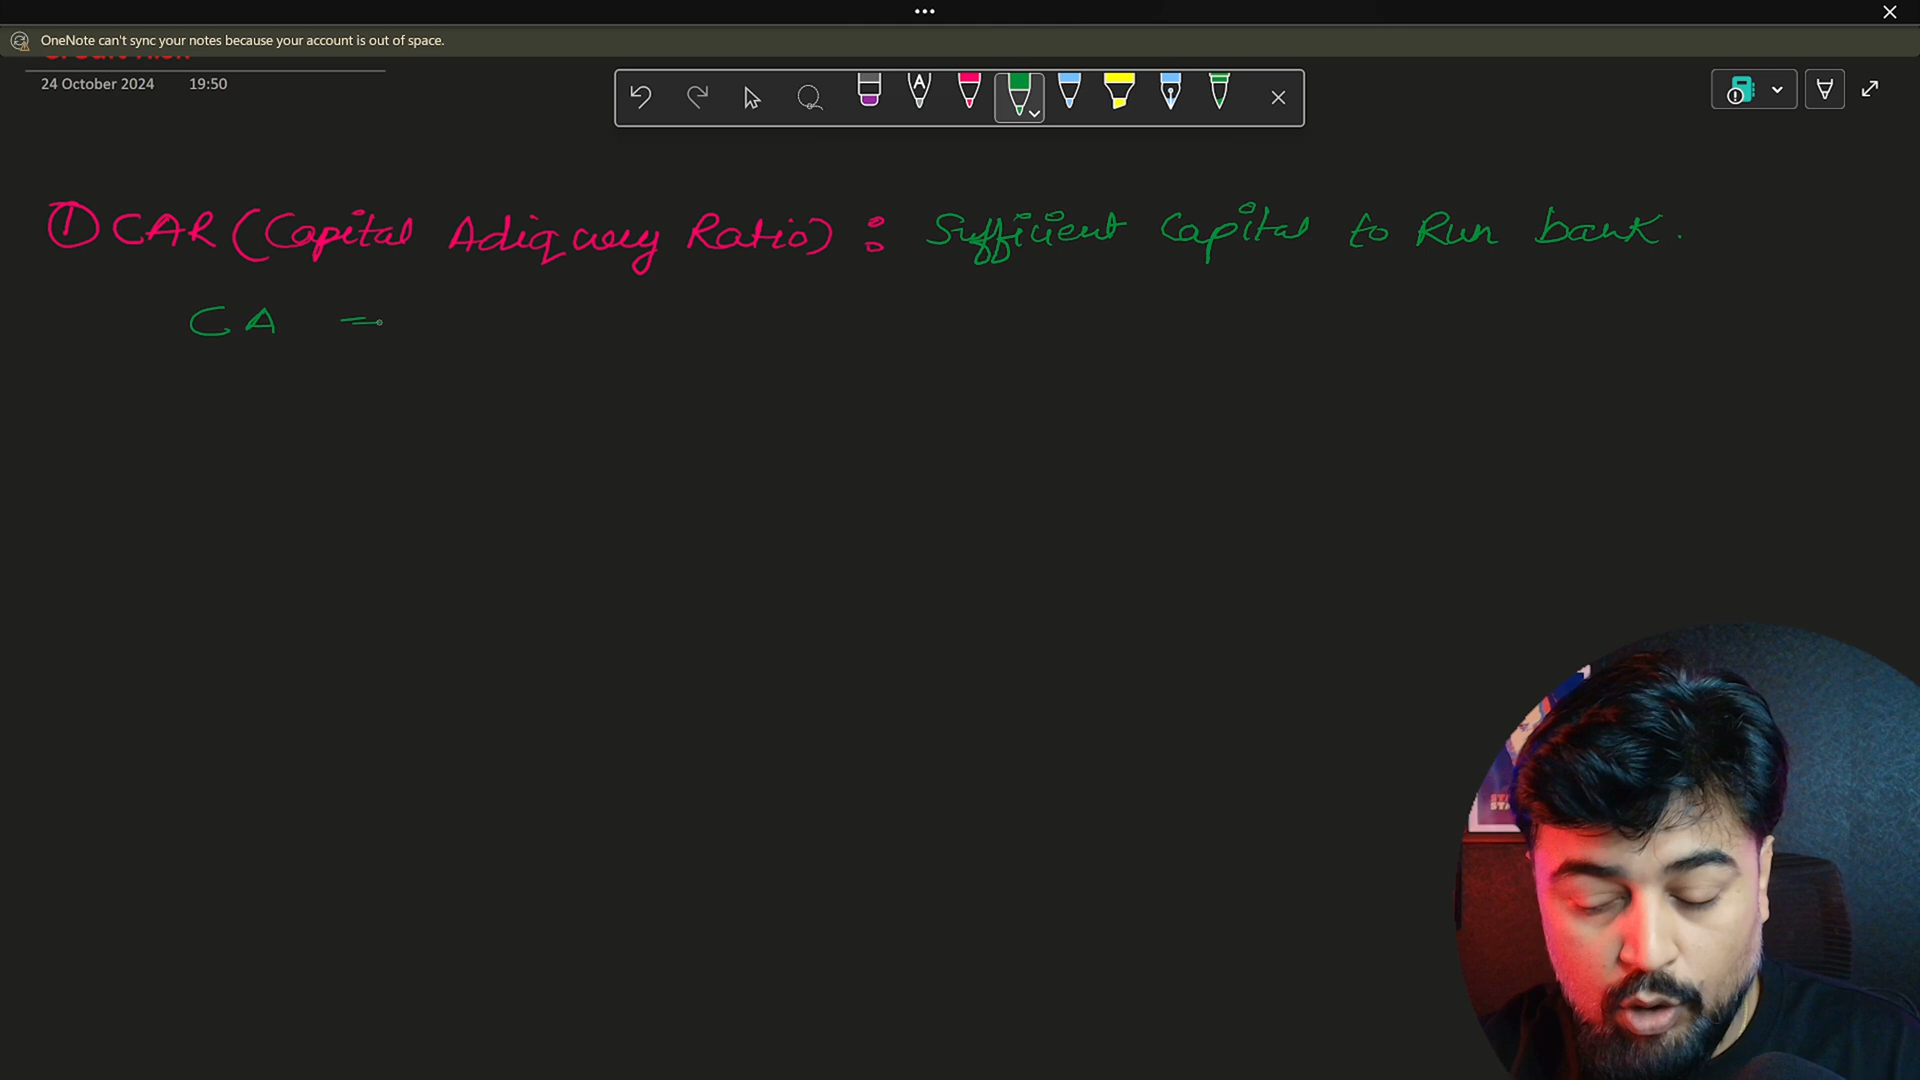 OneNote can't sync your notes because your account is out of space.
24 October 2024 19:50
① CAR (Capital Adiquery Ratio) : Sufficient Capital to Run bank.
CA =